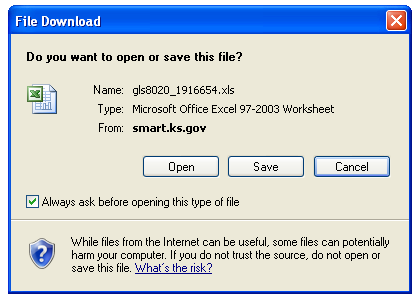 File Download
Do you want to open or save this file?
Name: gls8020_1916654.xls
Type: Microsoft Office Excel 97-2003 Worksheet
From: smart.ks.gov
Open Save Cancel
Always ask before opening this type of file
While files from the Internet can be useful, some files can potentially
harm your computer. If you do not trust the source, do not open or
save this file. What's the risk?